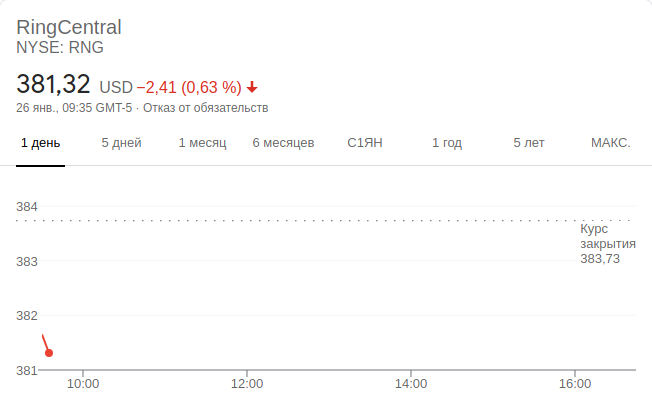 RingCentral
NYSE: RNG
381,32 USD −2,41 (0,63 %)
26 янв., 09:35 GMT-5 · Отказ от обязательств
1 день 5 дней 1 месяц 6 месяцев С1ЯН 1 год 5 лет МАКС.
384
Курс
закрытия
383,73
383
382
381
10:00 12:00 14:00 16:00